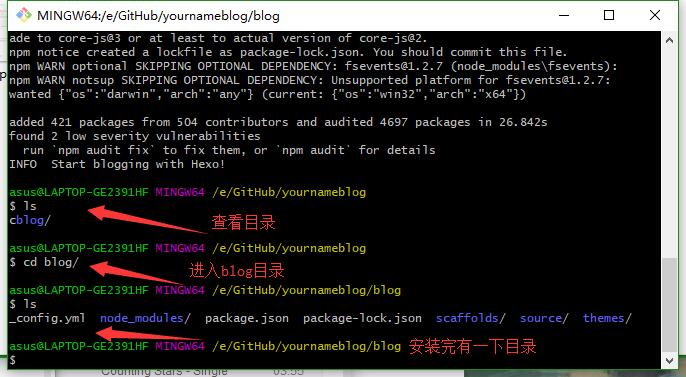 MINGW64:/e/GitHub/yournameblog/blog
ade to core-js@3 or at least to actual version of core-js@2.
npm notice created a lockfile as package-lock.json. You should commit this file.
npm WARN optional SKIPPING OPTIONAL DEPENDENCY: fsevents@1.2.7 (node_modules\fsevents):
npm WARN notsup SKIPPING OPTIONAL DEPENDENCY: Unsupported platform for fsevents@1.2.7:
wanted {"os":"darwin","arch":"any"} (current: {"os":"win32","arch":"x64"})
added 421 packages from 504 contributors and audited 4697 packages in 26.842s
found 2 low severity vulnerabilities
run `npm audit fix` to fix them, or `npm audit` for details
INFO  Start blogging with Hexo!
asus@LAPTOP-GE2391HF MINGW64 /e/GitHub/yournameblog
$ ls
cblog/
查看目录
asus@LAPTOP-GE2391HF MINGW64 /e/GitHub/yournameblog
$ cd blog/
进入blog目录
asus@LAPTOP-GE2391HF MINGW64 /e/GitHub/yournameblog/blog
$ ls
_config.yml  node_modules/  package.json  package-lock.json  scaffolds/  source/  themes/
asus@LAPTOP-GE2391HF MINGW64 /e/GitHub/yournameblog/blog 安装完有一下目录
$
Counting Stars - Single 03:55